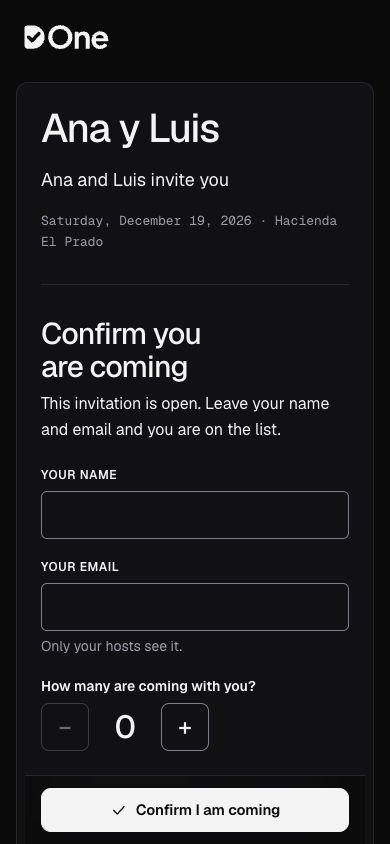 One
Ana y Luis
Ana and Luis invite you
Saturday, December 19, 2026 · Hacienda
El Prado
Confirm you
are coming
This invitation is open. Leave your name
and email and you are on the list.
YOUR NAME
YOUR EMAIL
Only your hosts see it.
How many are coming with you?
− 0 +
Confirm I am coming